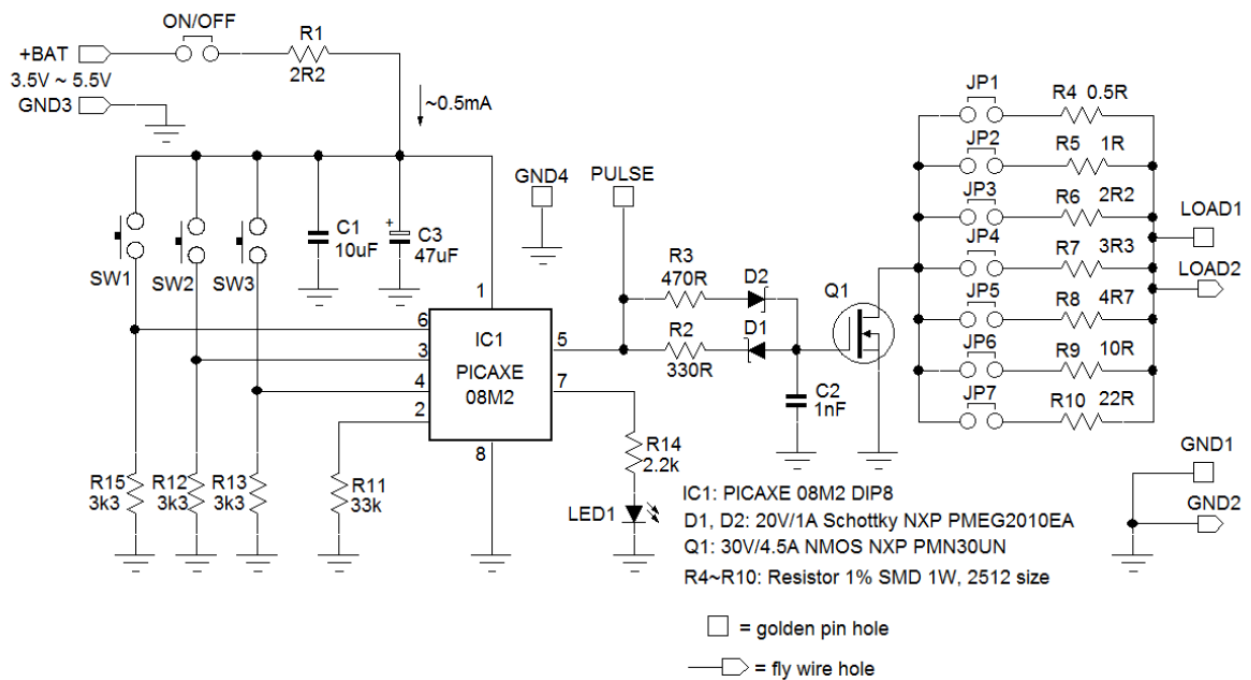 ON/OFF
R1
+BAT
2R2
3.5V ~ 5.5V
GND3
~0.5mA
JP1
R4 0.5R
JP2
R5 1R
JP3
R6 2R2
LOAD1
JP4
R7 3R3
LOAD2
JP5
R8 4R7
JP6
R9 10R
JP7
R10 22R
GND4
PULSE
SW1
SW2
SW3
C1
10uF
+
C3
47uF
R3
470R
D2
Q1
D1
R2
330R
C2
1nF
1
6
3
4
2
IC1
PICAXE
08M2
5
7
8
R14
2.2k
LED1
R15
3k3
R12
3k3
R13
3k3
R11
33k
GND1
GND2
IC1: PICAXE 08M2 DIP8
D1, D2: 20V/1A Schottky NXP PMEG2010EA
Q1: 30V/4.5A NMOS NXP PMN30UN
R4~R10: Resistor 1% SMD 1W, 2512 size
= golden pin hole
= fly wire hole